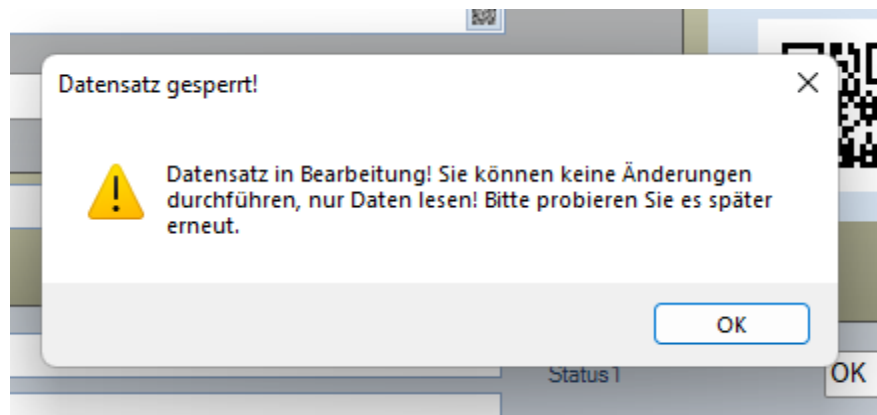 Datensatz gesperrt!
Datensatz in Bearbeitung! Sie können keine Änderungen
durchführen, nur Daten lesen! Bitte probieren Sie es später
erneut.
OK
Status1 OK